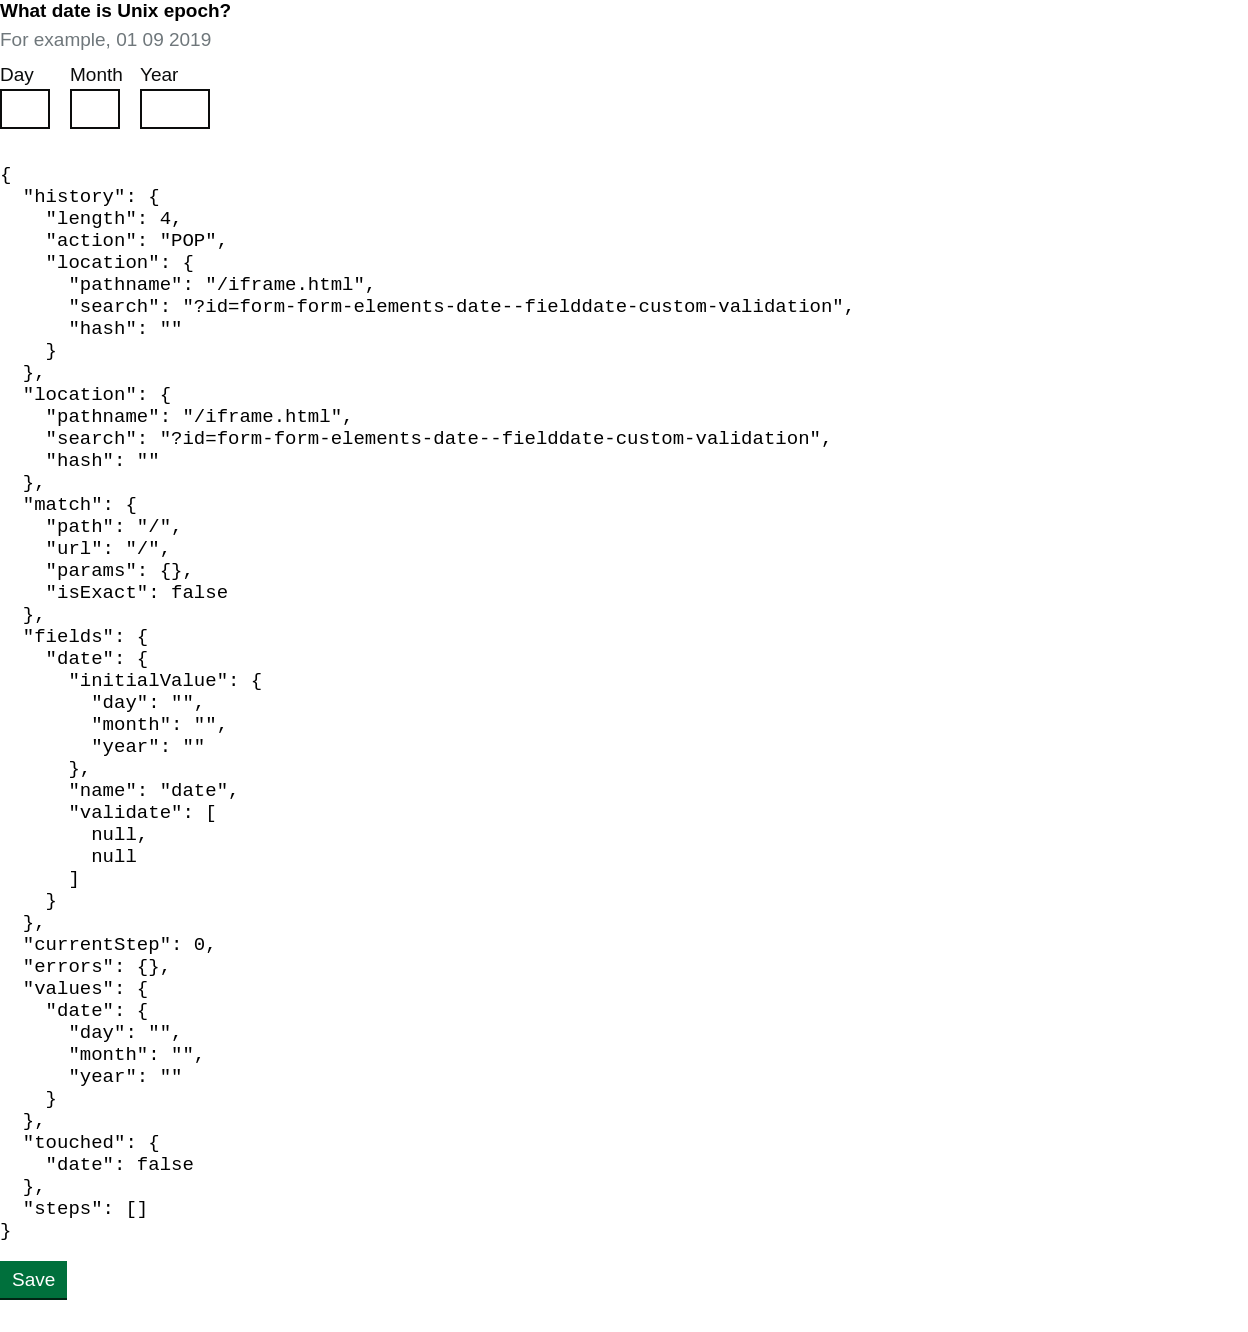 What date is Unix epoch?
For example, 01 09 2019
Day Month Year
{
  "history": {
    "length": 4,
    "action": "POP",
    "location": {
      "pathname": "/iframe.html",
      "search": "?id=form-form-elements-date--fielddate-custom-validation",
      "hash": ""
    }
  },
  "location": {
    "pathname": "/iframe.html",
    "search": "?id=form-form-elements-date--fielddate-custom-validation",
    "hash": ""
  },
  "match": {
    "path": "/",
    "url": "/",
    "params": {},
    "isExact": false
  },
  "fields": {
    "date": {
      "initialValue": {
        "day": "",
        "month": "",
        "year": ""
      },
      "name": "date",
      "validate": [
        null,
        null
      ]
    }
  },
  "currentStep": 0,
  "errors": {},
  "values": {
    "date": {
      "day": "",
      "month": "",
      "year": ""
    }
  },
  "touched": {
    "date": false
  },
  "steps": []
}
Save